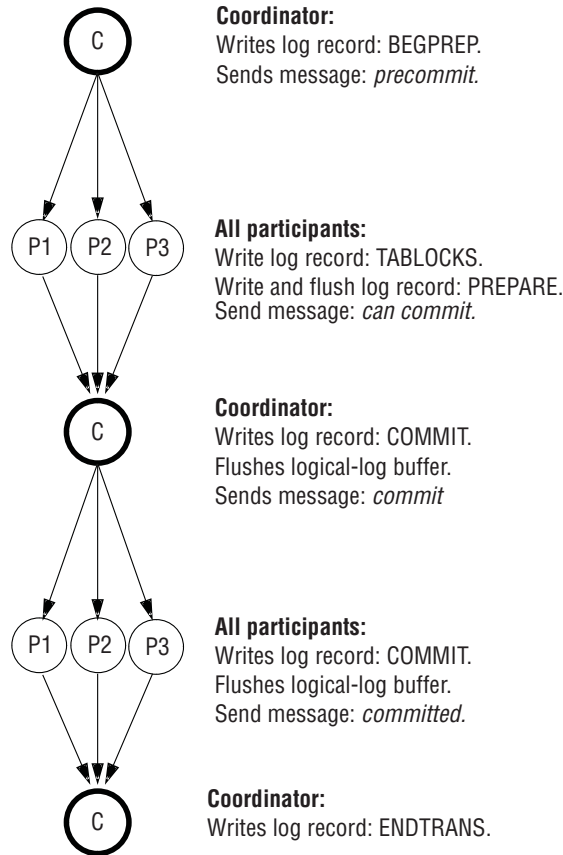 C
Coordinator:
Writes log record: BEGPREP.
Sends message: precommit.
P1 P2 P3
All participants:
Write log record: TABLOCKS.
Write and flush log record: PREPARE.
Send message: can commit.
C
Coordinator:
Writes log record: COMMIT.
Flushes logical-log buffer.
Sends message: commit
P1 P2 P3
All participants:
Writes log record: COMMIT.
Flushes logical-log buffer.
Send message: committed.
C
Coordinator:
Writes log record: ENDTRANS.